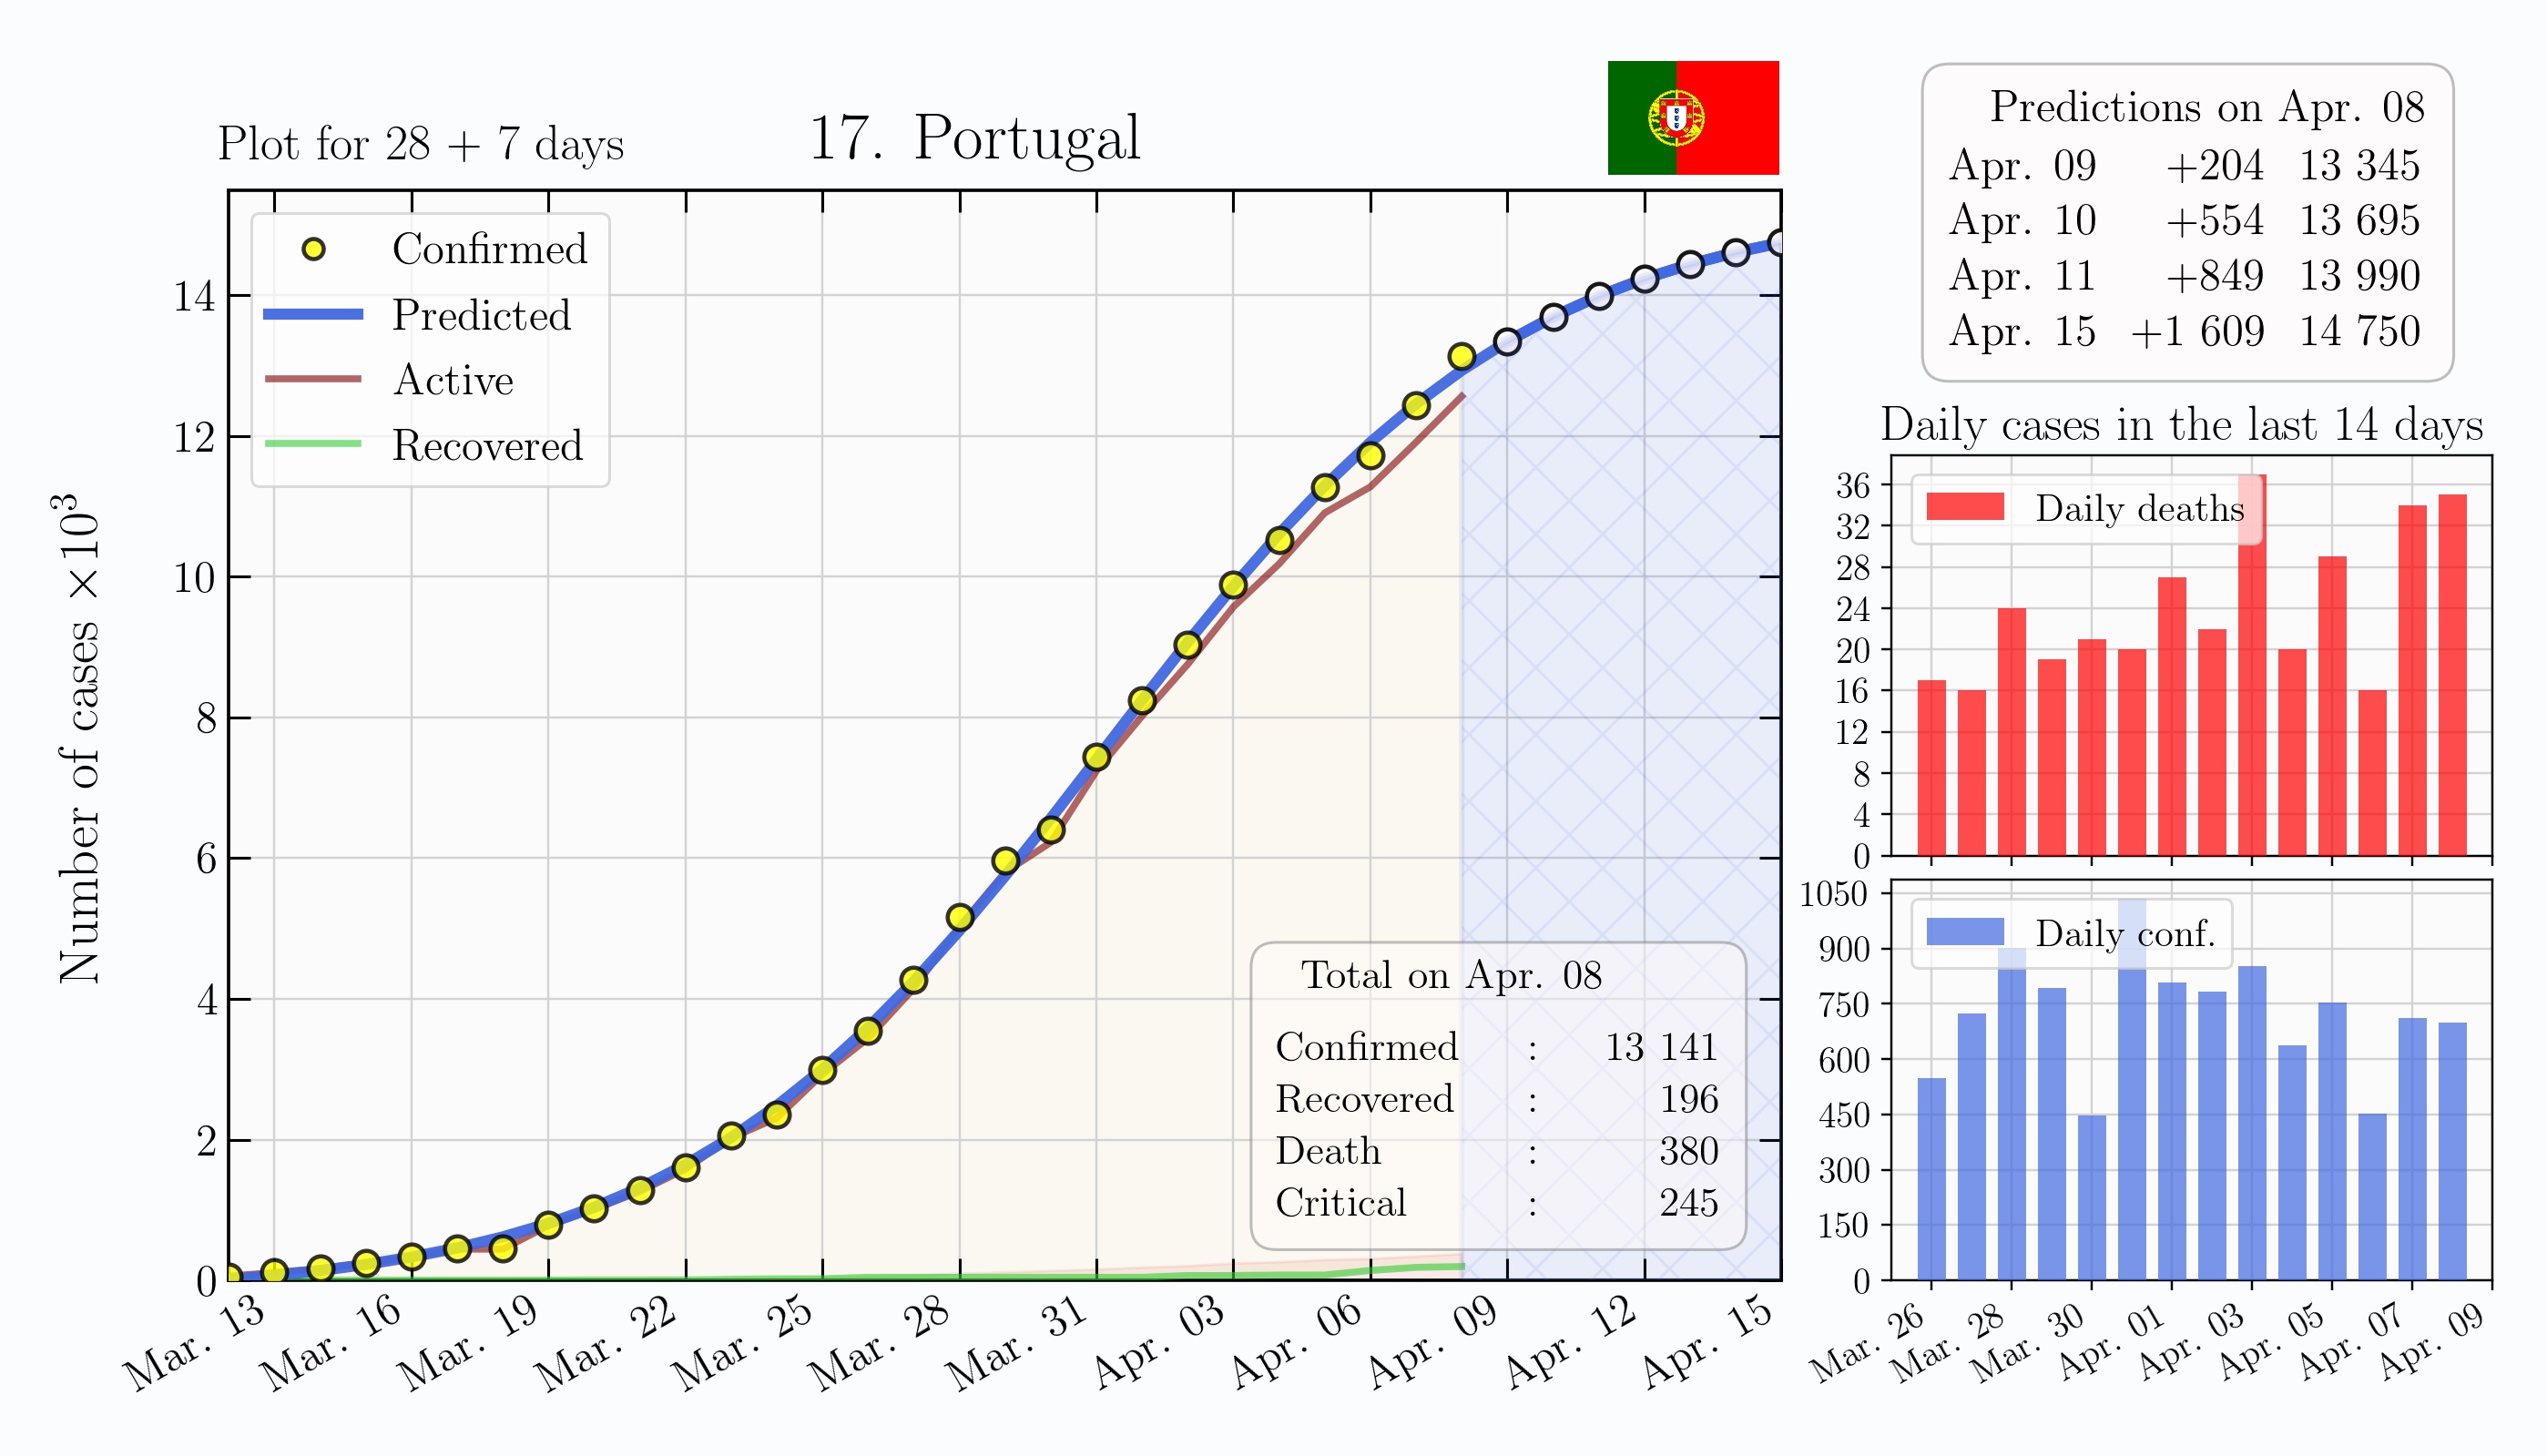 Plot for 28 + 7 days
17. Portugal
Confirmed
Predicted
Active
Recovered
Number of cases ×10³
14
12
10
8
6
4
2
0
Mar. 13
Mar. 16
Mar. 19
Mar. 22
Mar. 25
Mar. 28
Mar. 31
Apr. 03
Apr. 06
Apr. 09
Apr. 12
Apr. 15
Total on Apr. 08
Confirmed : 13 141
Recovered : 196
Death : 380
Critical : 245
Predictions on Apr. 08
Apr. 09 +204 13 345
Apr. 10 +554 13 695
Apr. 11 +849 13 990
Apr. 15 +1 609 14 750
Daily cases in the last 14 days
Daily deaths
36
32
28
24
20
16
12
8
4
0
Daily conf.
1050
900
750
600
450
300
150
0
Mar. 26
Mar. 28
Mar. 30
Apr. 01
Apr. 03
Apr. 05
Apr. 07
Apr. 09